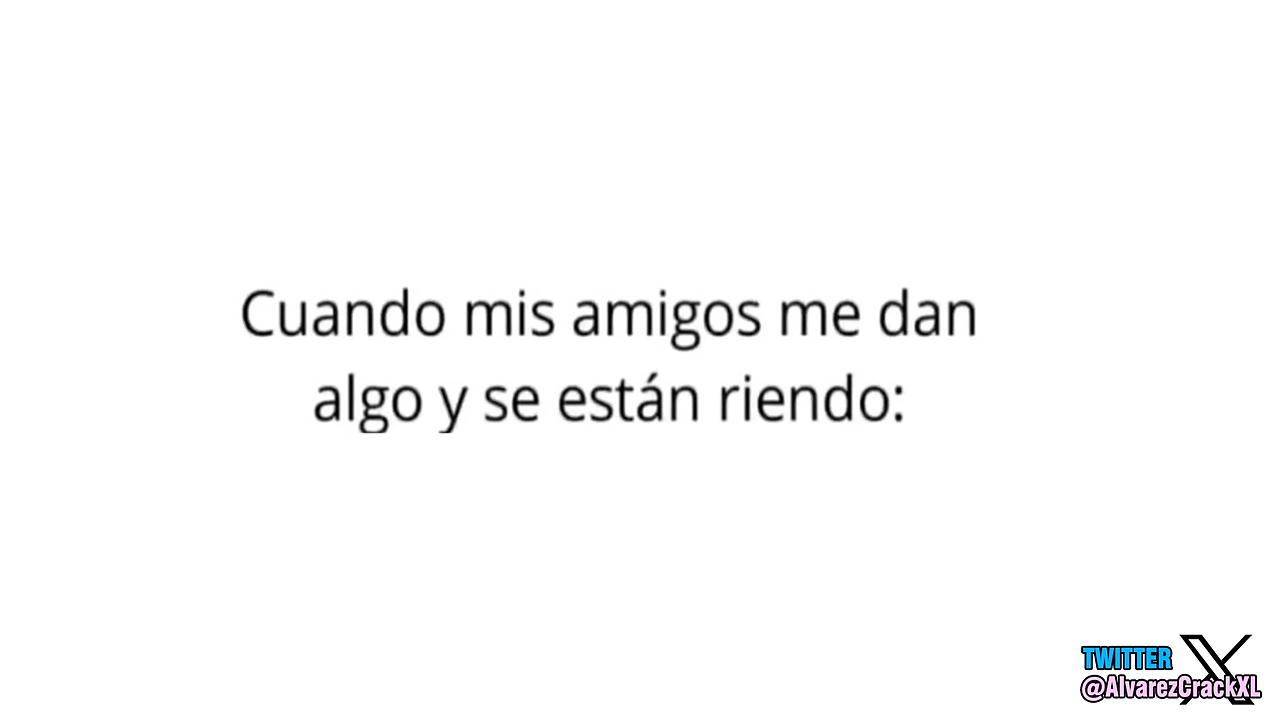 Cuando mis amigos me dan
algo y se están riendo:
TWITTER
@AlvarezCrackXL